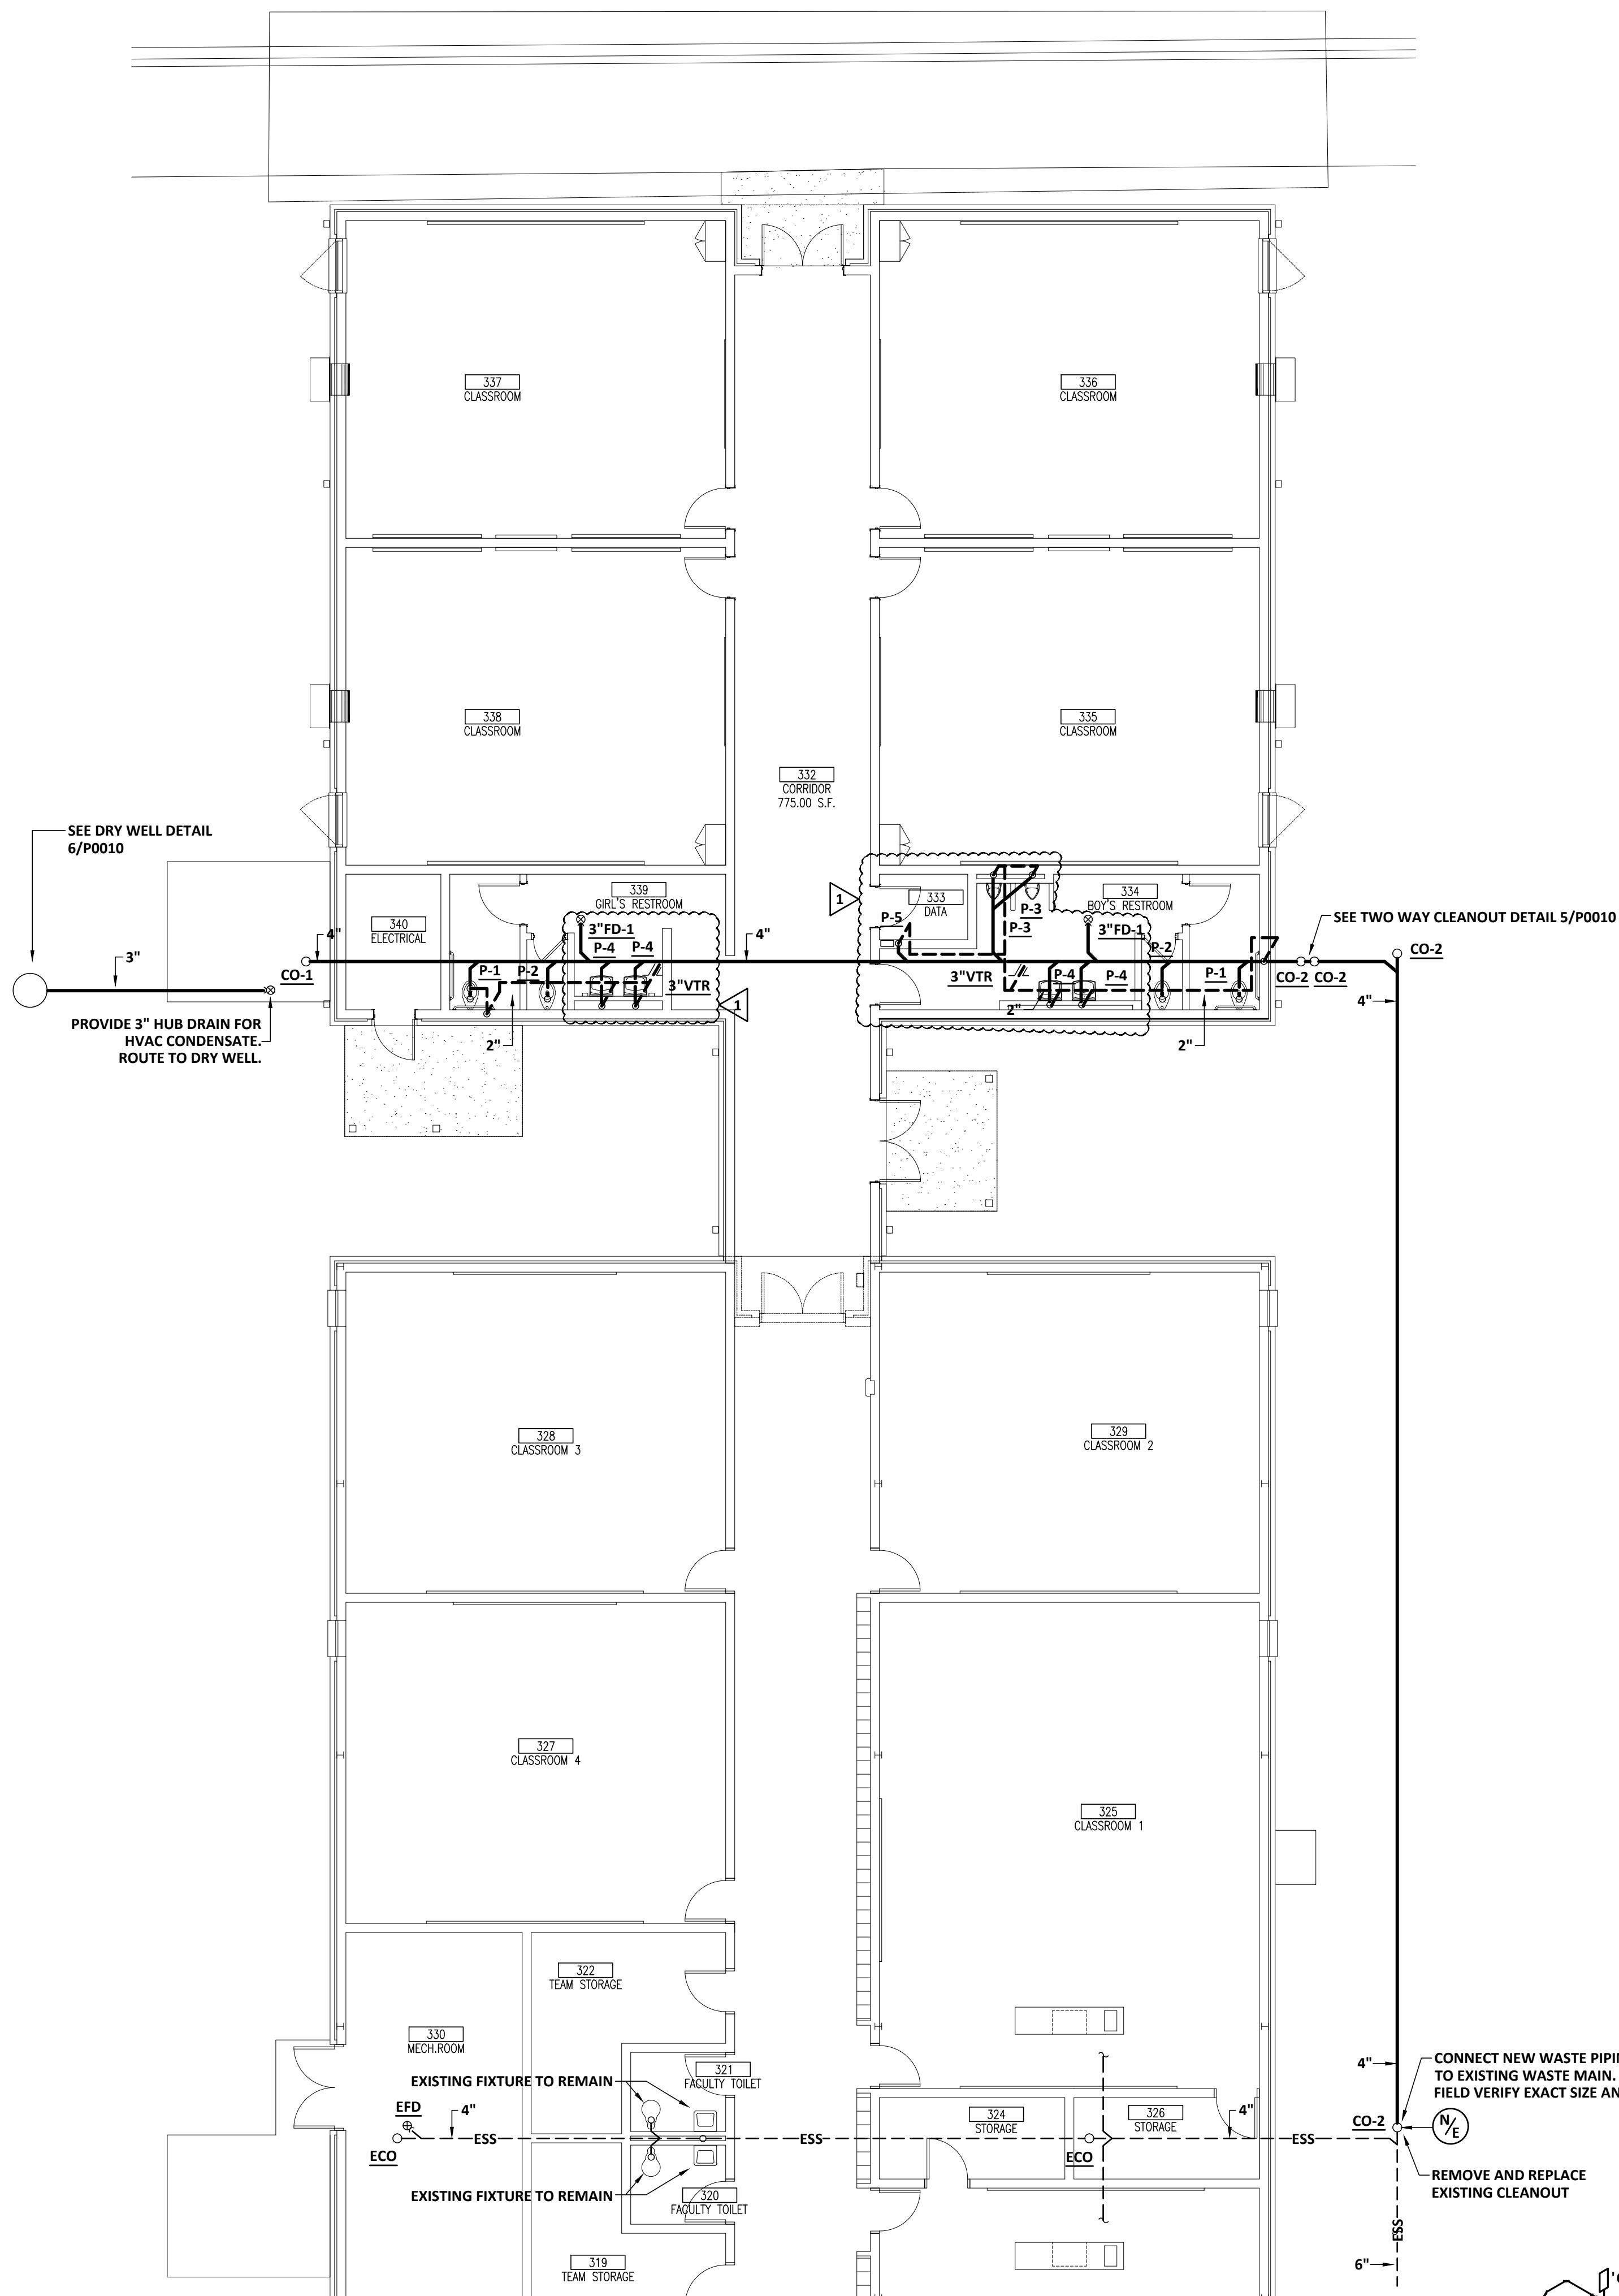 337
CLASSROOM
336
CLASSROOM
338
CLASSROOM
335
CLASSROOM
332
CORRIDOR
775.00 S.F.
SEE DRY WELL DETAIL
6/P0010
3"
4"
CO-1
PROVIDE 3" HUB DRAIN FOR
HVAC CONDENSATE.
ROUTE TO DRY WELL.
340
ELECTRICAL
339
GIRL'S RESTROOM
3"FD-1
P-4 P-4
P-1 P-2
3"VTR
2"
1
4"
1
333
DATA
P-5
P-3
P-3
334
BOY'S RESTROOM
3"FD-1
P-2
3"VTR
P-4 P-4
P-1
2"
2"
SEE TWO WAY CLEANOUT DETAIL 5/P0010
CO-2 CO-2
CO-2
4"
328
CLASSROOM 3
329
CLASSROOM 2
327
CLASSROOM 4
325
CLASSROOM 1
322
TEAM STORAGE
330
MECH.ROOM
321
FACULTY TOILET
EXISTING FIXTURE TO REMAIN
EFD
4"
ECO
ESS
ESS
EXISTING FIXTURE TO REMAIN
320
FACULTY TOILET
319
TEAM STORAGE
324
STORAGE
326
STORAGE
ECO
4"
ESS
4"
CONNECT NEW WASTE PIPI
TO EXISTING WASTE MAIN.
FIELD VERIFY EXACT SIZE AN
CO-2
N/E
REMOVE AND REPLACE
EXISTING CLEANOUT
ESS
6"